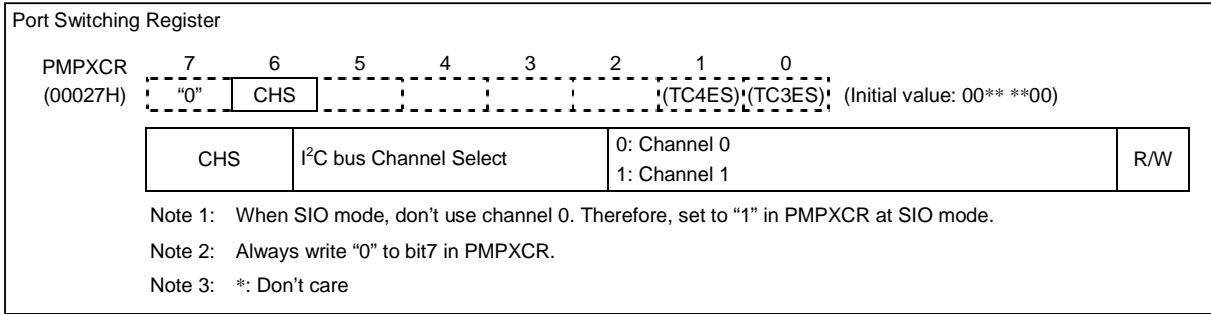 Port Switching Register
PMPXCR 7 6 5 4 3 2 1 0
(00027H) “0” CHS (TC4ES) (TC3ES) (Initial value: 00** **00)
CHS I²C bus Channel Select 0: Channel 0 R/W
1: Channel 1
Note 1: When SIO mode, don’t use channel 0. Therefore, set to “1” in PMPXCR at SIO mode.
Note 2: Always write “0” to bit7 in PMPXCR.
Note 3: *: Don’t care